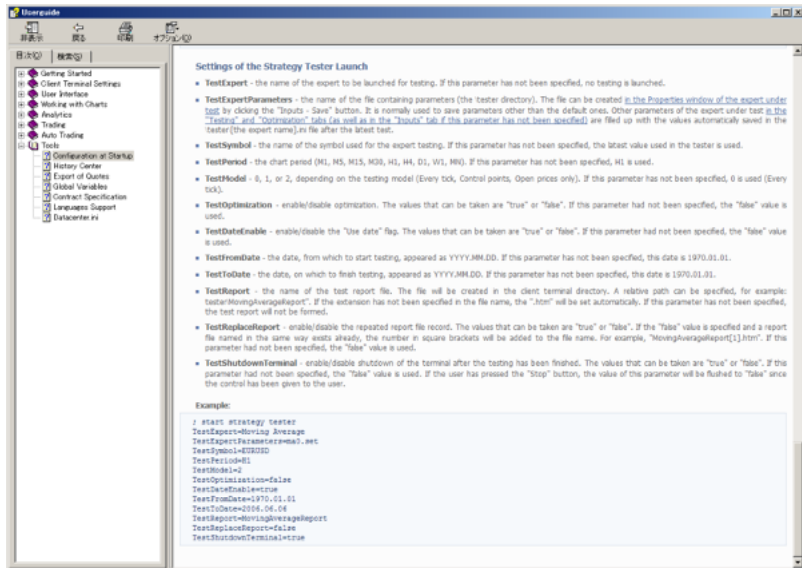 Userguide
非表示
戻る
印刷
オプション(O)
目次(C)
検索(S)
Getting Started
Client Terminal Settings
User Interface
Working with Charts
Analytics
Trading
Auto Trading
Tools
Configuration at Startup
History Center
Export of Quotes
Global Variables
Contract Specification
Languages Support
Datacenter.ini
Settings of the Strategy Tester Launch
TestExpert - the name of the expert to be launched for testing. If this parameter has not been specified, no testing is launched.
TestExpertParameters - the name of the file containing parameters (the \tester directory). The file can be created in the Properties window of the expert under
test by clicking the "Inputs - Save" button. It is normally used to save parameters other than the default ones. Other parameters of the expert under test in the
"Testing" and "Optimization" tabs (as well as in the "Inputs" tab if this parameter has not been specified) are filled up with the values automatically saved in the
\tester\[the expert name].ini file after the latest test.
TestSymbol - the name of the symbol used for the expert testing. If this parameter has not been specified, the latest value used in the tester is used.
TestPeriod - the chart period (M1, M5, M15, M30, H1, H4, D1, W1, MN). If this parameter has not been specified, H1 is used.
TestModel - 0, 1, or 2, depending on the testing model (Every tick, Control points, Open prices only). If this parameter has not been specified, 0 is used (Every
tick).
TestOptimization - enable/disable optimization. The values that can be taken are "true" or "false". If this parameter had not been specified, the "false" value is
used.
TestDateEnable - enable/disable the "Use date" flag. The values that can be taken are "true" or "false". If this parameter had not been specified, the "false" value
is used.
TestFromDate - the date, from which to start testing, appeared as YYYY.MM.DD. If this parameter has not been specified, this date is 1970.01.01.
TestToDate - the date, on which to finish testing, appeared as YYYY.MM.DD. If this parameter has not been specified, this date is 1970.01.01.
TestReport - the name of the test report file. The file will be created in the client terminal directory. A relative path can be specified, for example:
tester\MovingAverageReport". If the extension has not been specified in the file name, the ".htm" will be set automatically. If this parameter has not been specified,
the test report will not be formed.
TestReplaceReport - enable/disable the repeated report file record. The values that can be taken are "true" or "false". If the "false" value is specified and a report
file named in the same way exists already, the number in square brackets will be added to the file name. For example, "MovingAverageReport[1].htm". If this
parameter had not been specified, the "false" value is used.
TestShutdownTerminal - enable/disable shutdown of the terminal after the testing has been finished. The values that can be taken are "true" or "false". If this
parameter had not been specified, the "false" value is used. If the user has pressed the "Stop" button, the value of this parameter will be flushed to "false" since
the control has been given to the user.
Example:
; start strategy tester
TestExpert=Moving Average
TestExpertParameters=ma0.set
TestSymbol=EURUSD
TestPeriod=H1
TestModel=2
TestOptimization=false
TestDateEnable=true
TestFromDate=1970.01.01
TestToDate=2006.06.06
TestReport=MovingAverageReport
TestReplaceReport=false
TestShutdownTerminal=true